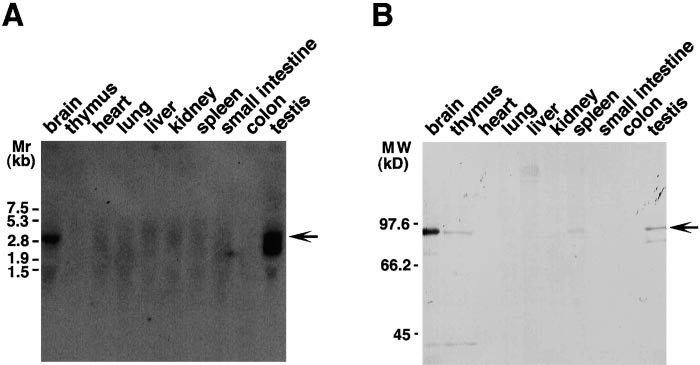 A
brain
thymus
heart
lung
liver
kidney
spleen
small intestine
colon
testis
Mr
(kb)
7.5
5.3
2.8
1.9
1.5
B
brain
thymus
heart
lung
liver
kidney
spleen
small intestine
colon
testis
MW
(kD)
97.6
66.2
45